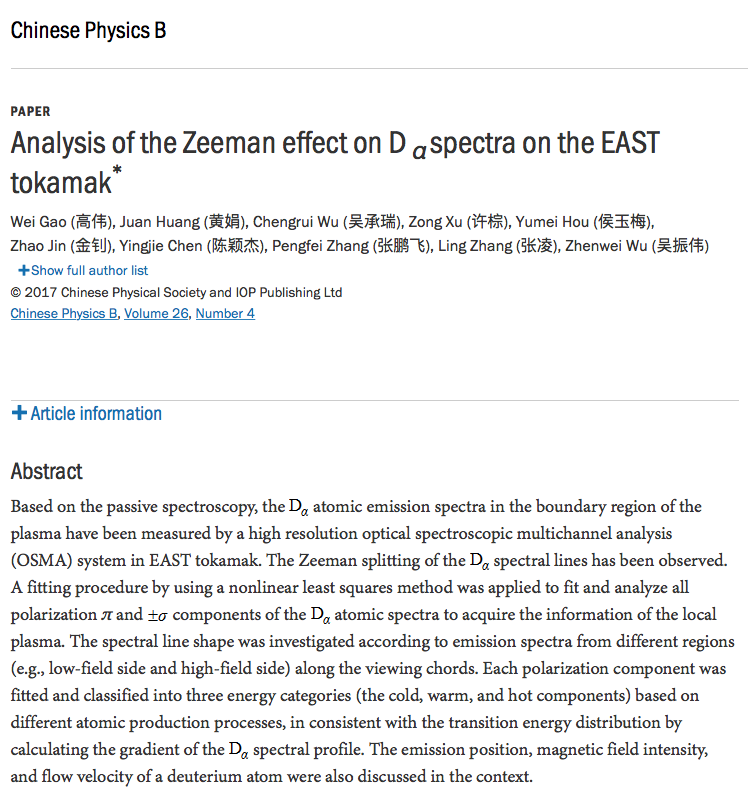 Chinese Physics B
PAPER
Analysis of the Zeeman effect on D α spectra on the EAST
tokamak*
Wei Gao (高伟), Juan Huang (黄娟), Chengrui Wu (吴承瑞), Zong Xu (许棕), Yumei Hou (侯玉梅),
Zhao Jin (金钊), Yingjie Chen (陈颖杰), Pengfei Zhang (张鹏飞), Ling Zhang (张凌), Zhenwei Wu (吴振伟)
+Show full author list
© 2017 Chinese Physical Society and IOP Publishing Ltd
Chinese Physics B, Volume 26, Number 4
+ Article information
Abstract
Based on the passive spectroscopy, the Dα atomic emission spectra in the boundary region of the
plasma have been measured by a high resolution optical spectroscopic multichannel analysis
(OSMA) system in EAST tokamak. The Zeeman splitting of the Dα spectral lines has been observed.
A fitting procedure by using a nonlinear least squares method was applied to fit and analyze all
polarization π and ±σ components of the Dα atomic spectra to acquire the information of the local
plasma. The spectral line shape was investigated according to emission spectra from different regions
(e.g., low-field side and high-field side) along the viewing chords. Each polarization component was
fitted and classified into three energy categories (the cold, warm, and hot components) based on
different atomic production processes, in consistent with the transition energy distribution by
calculating the gradient of the Dα spectral profile. The emission position, magnetic field intensity,
and flow velocity of a deuterium atom were also discussed in the context.